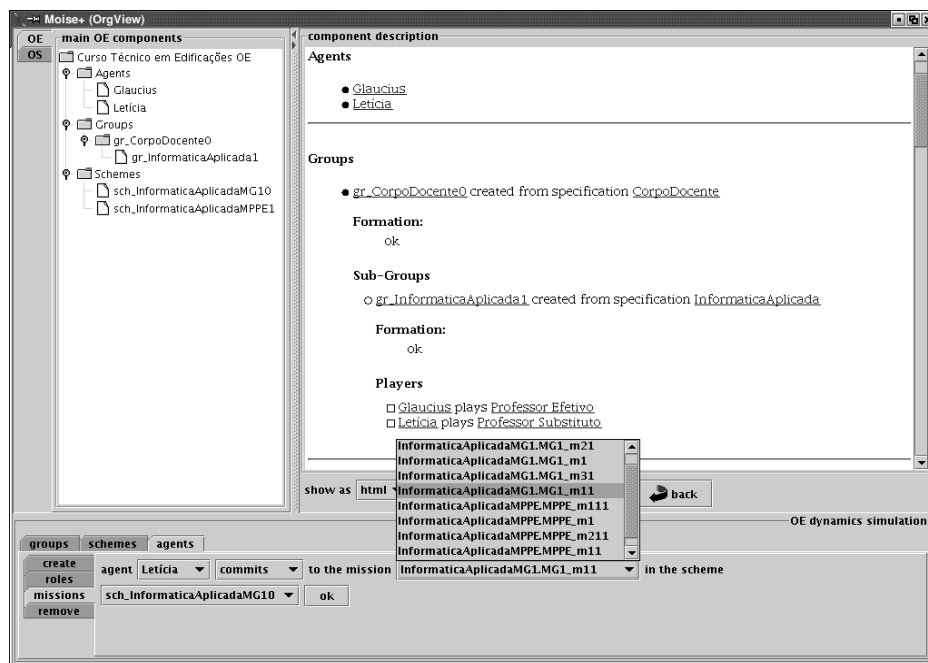 Moise+ (OrgView)
OE
OS
main OE components
Curso Técnico em Edificações OE
Agents
Glaucius
Letícia
Groups
gr_CorpoDocente0
gr_InformaticaAplicada1
Schemes
sch_InformaticaAplicadaMG10
sch_InformaticaAplicadaMPPE1
component description
Agents
Glaucius
Letícia
Groups
gr_CorpoDocente0 created from specification CorpoDocente
Formation:
ok
Sub-Groups
gr_InformaticaAplicada1 created from specification InformaticaAplicada
Formation:
ok
Players
Glaucius plays Professor Efetivo
Letícia plays Professor Substituto
InformaticaAplicadaMG1.MG1_m21
InformaticaAplicadaMG1.MG1_m1
InformaticaAplicadaMG1.MG1_m31
InformaticaAplicadaMG1.MG1_m11
InformaticaAplicadaMPPE.MPPE_m111
InformaticaAplicadaMPPE.MPPE_m1
InformaticaAplicadaMPPE.MPPE_m211
InformaticaAplicadaMPPE.MPPE_m11
show as html
back
OE dynamics simulation
groups schemes agents
create
roles
missions
remove
agent Letícia commits to the mission InformaticaAplicadaMG1.MG1_m11 in the scheme
sch_InformaticaAplicadaMG10 ok